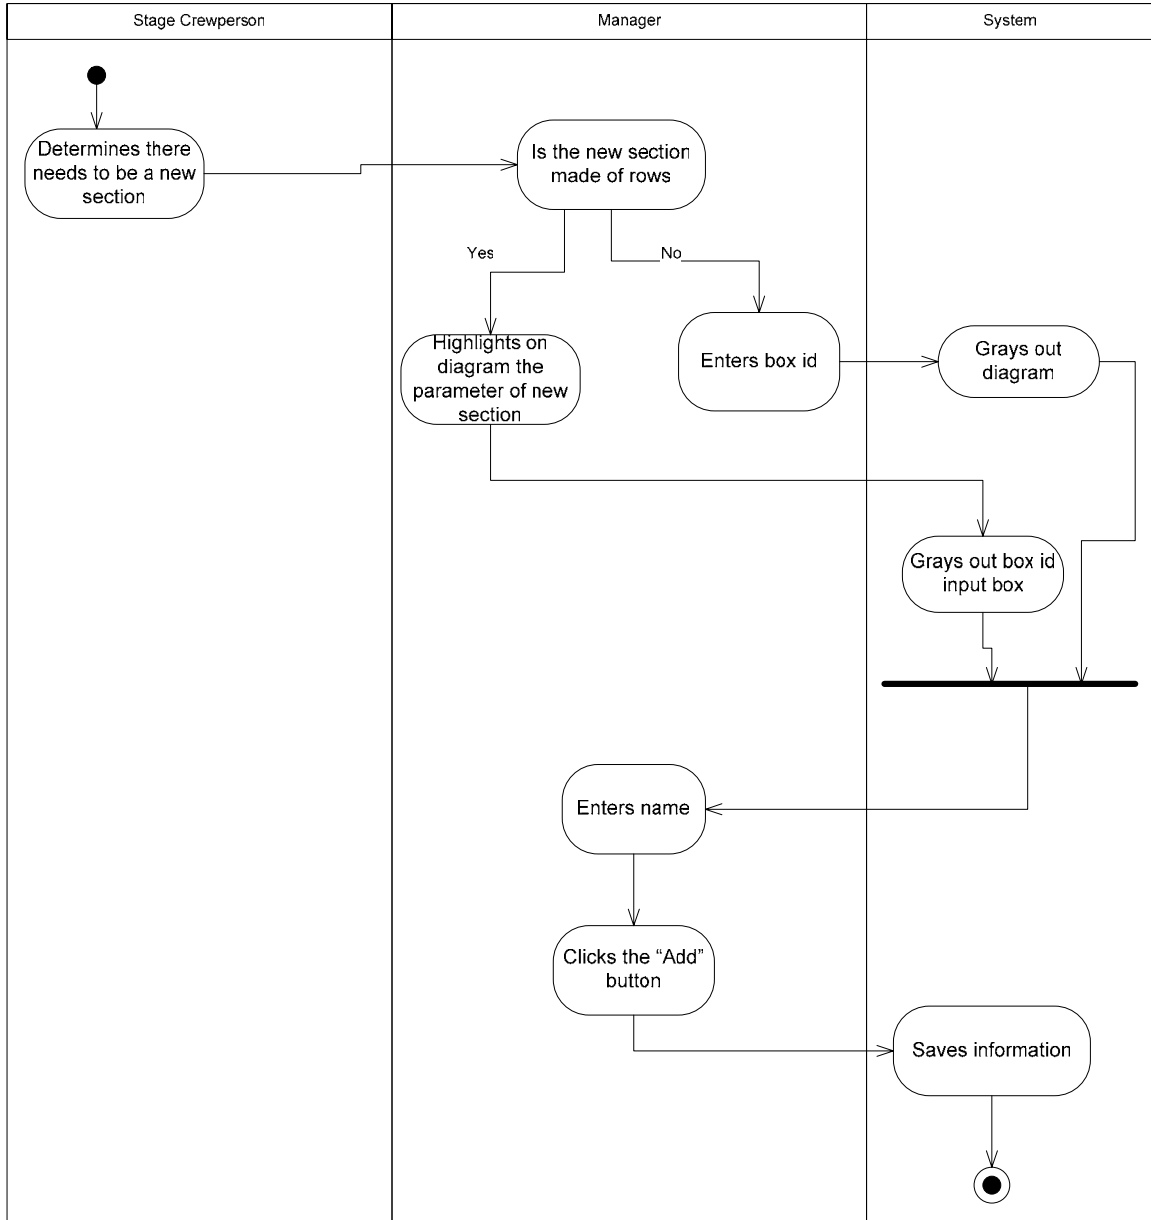 Stage Crewperson
Manager
System
Determines there
needs to be a new
section
Is the new section
made of rows
Yes
No
Highlights on
diagram the
parameter of new
section
Enters box id
Grays out
diagram
Grays out box id
input box
Enters name
Clicks the “Add”
button
Saves information